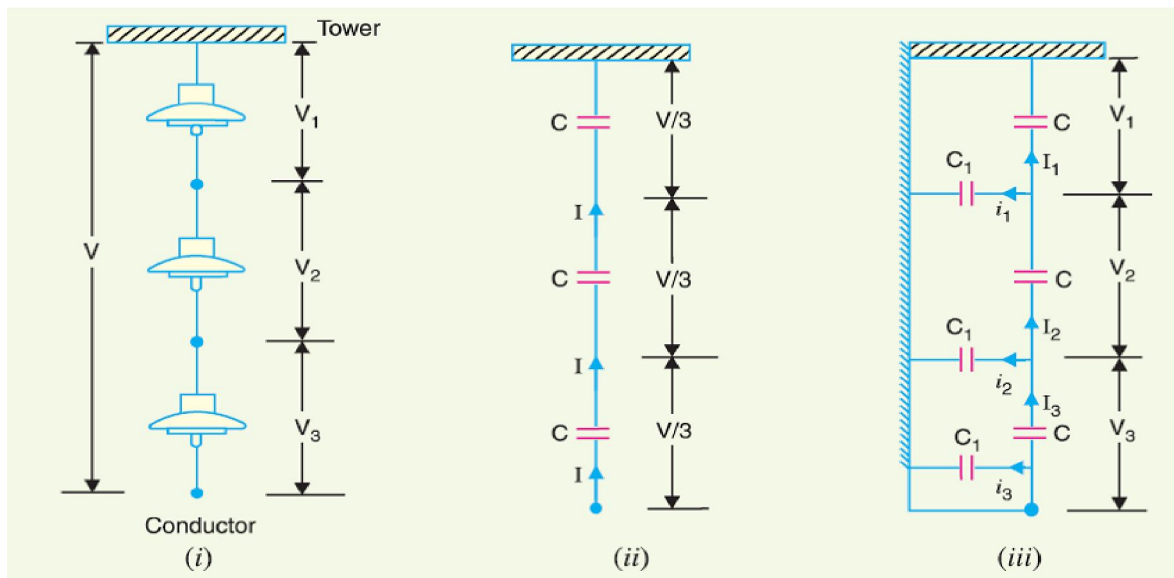 Tower
V
V₁
V₂
V₃
Conductor
(i)
C
V/3
I
C
V/3
I
C
V/3
I
(ii)
C
V₁
I₁
C₁
i₁
C
V₂
I₂
C₁
i₂
I₃
C
V₃
C₁
i₃
(iii)